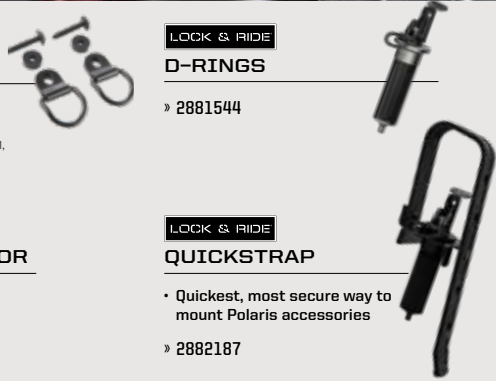 LOCK & RIDE
D-RINGS
» 2881544
OR
LOCK & RIDE
QUICKSTRAP
• Quickest, most secure way to
mount Polaris accessories
» 2882187